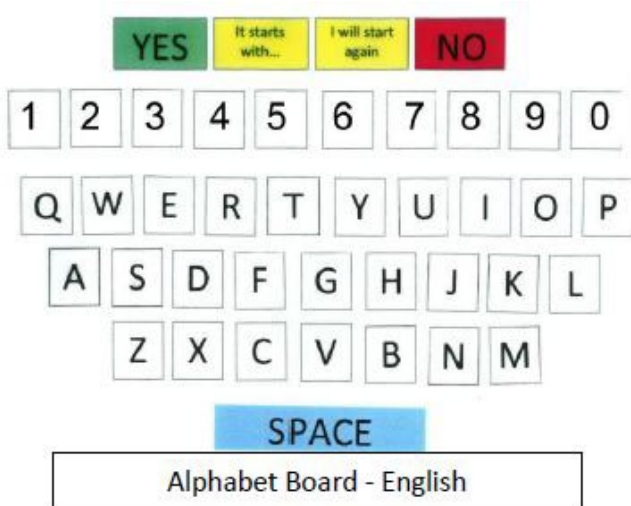 YES It starts with... I will start again NO
1 2 3 4 5 6 7 8 9 0
Q W E R T Y U I O P
A S D F G H J K L
Z X C V B N M
SPACE
Alphabet Board - English